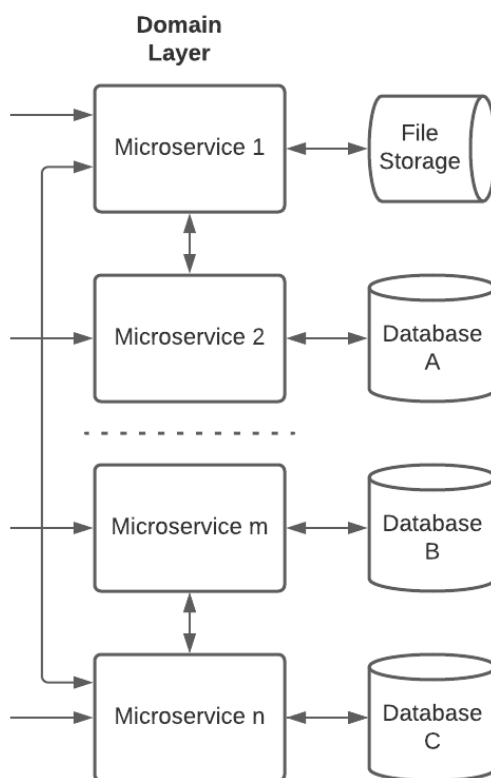 Domain
Layer
Microservice 1
File
Storage
Microservice 2
Database
A
Microservice m
Database
B
Microservice n
Database
C